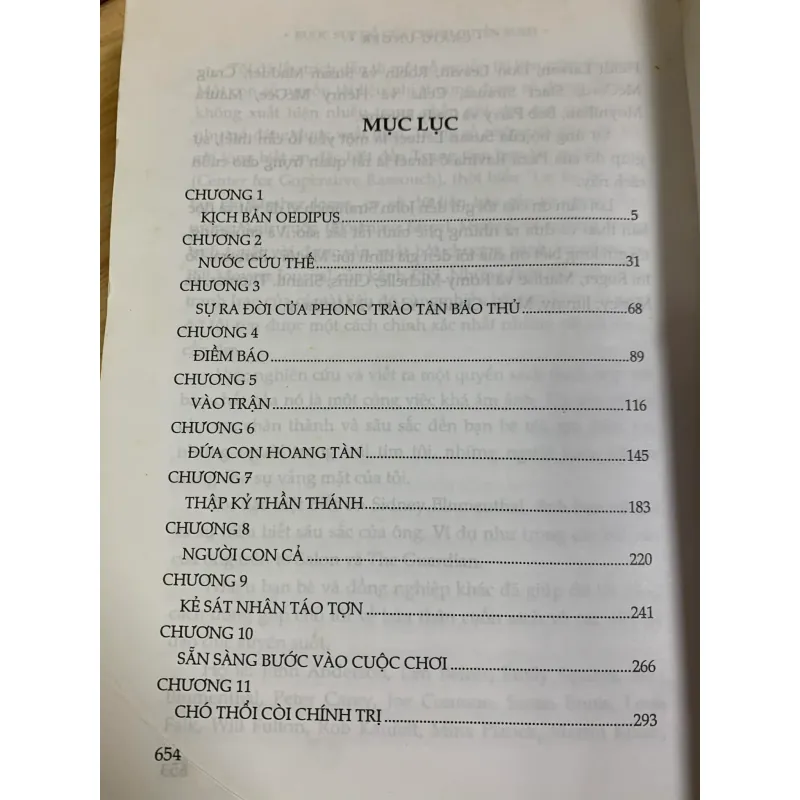 MỤC LỤC
CHƯƠNG 1
KỊCH BẢN OEDIPUS.....5
CHƯƠNG 2
NƯỚC CỨU THẾ.....31
CHƯƠNG 3
SỰ RA ĐỜI CỦA PHONG TRÀO TÂN BẢO THỦ.....68
CHƯƠNG 4
ĐIỀM BÁO.....89
CHƯƠNG 5
VÀO TRẬN.....116
CHƯƠNG 6
ĐỨA CON HOANG TÀN.....145
CHƯƠNG 7
THẬP KỶ THẦN THÁNH.....183
CHƯƠNG 8
NGƯỜI CON CẢ.....220
CHƯƠNG 9
KẺ SÁT NHÂN TÁO TỢN.....241
CHƯƠNG 10
SẴN SÀNG BƯỚC VÀO CUỘC CHƠI.....266
CHƯƠNG 11
CHÓ THỔI CÒI CHÍNH TRỊ.....293
654